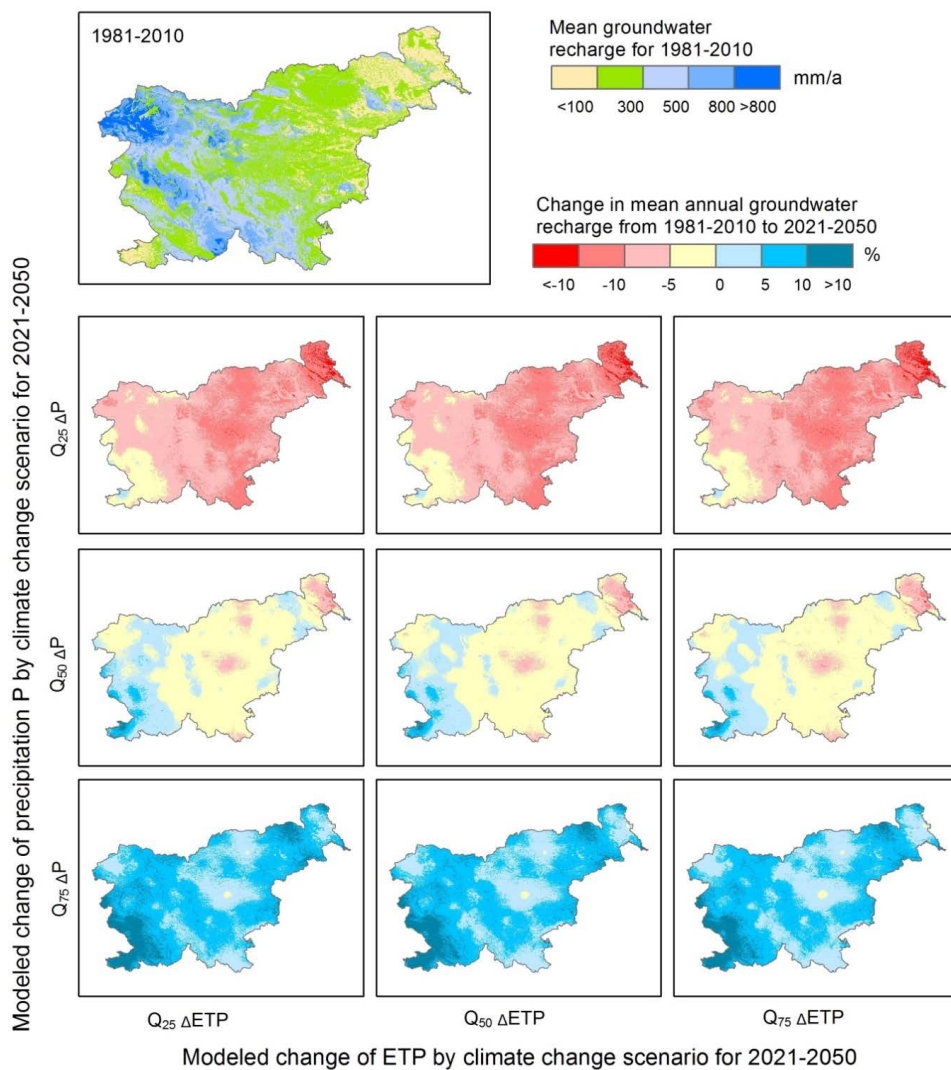 1981-2010
Mean groundwater
recharge for 1981-2010
mm/a
<100 300 500 800 >800
Change in mean annual groundwater
recharge from 1981-2010 to 2021-2050
%
<-10 -10 -5 0 5 10 >10
Modeled change of precipitation P by climate change scenario for 2021-2050
Q25 ΔP
Q50 ΔP
Q75 ΔP
Q25 ΔETP Q50 ΔETP Q75 ΔETP
Modeled change of ETP by climate change scenario for 2021-2050